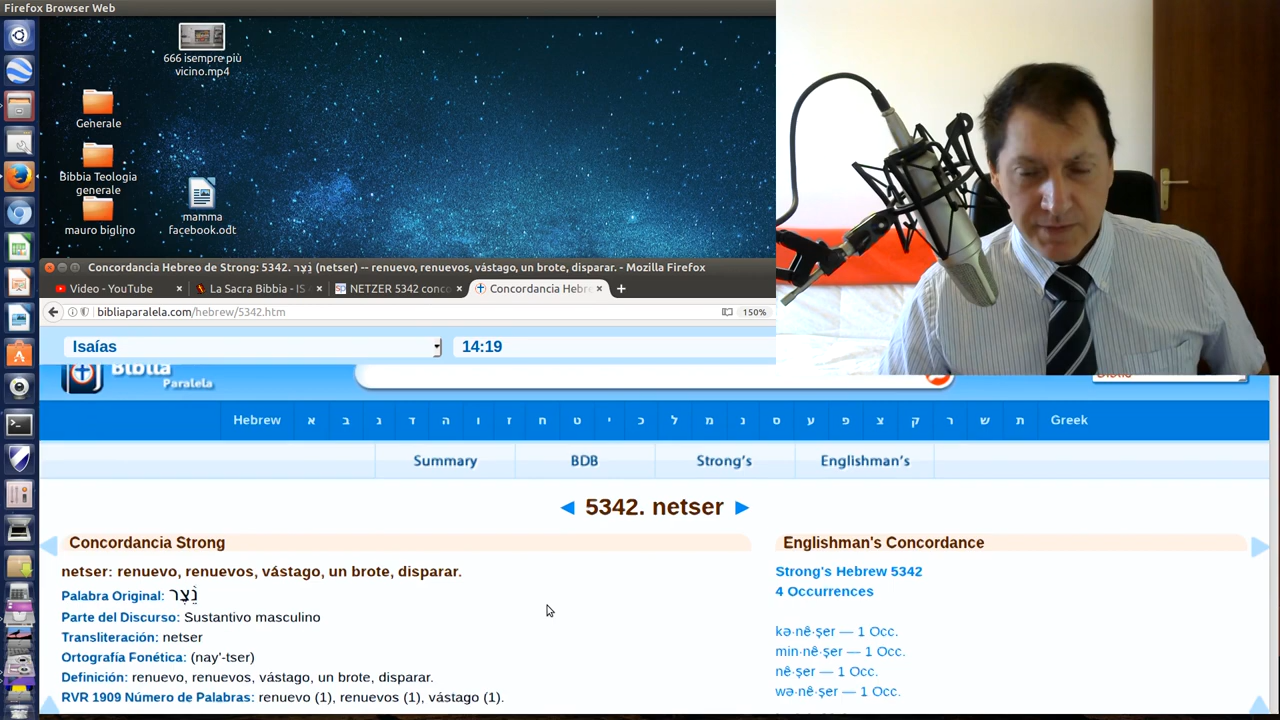 Firefox Browser Web
666 isempre più
vicino.mp4
Generale
Bibbia Teologia
generale
mauro biglino
mamma
facebook.odt
Concordancia Hebreo de Strong: 5342. נֵ֫צֶר (netser) -- renuevo, renuevos, vástago, un brote, disparar. - Mozilla Firefox
Video - YouTube
La Sacra Bibbia - IS
NETZER 5342 conc
Concordancia Hebr
bibliaparalela.com/hebrew/5342.htm
150%
Isaías
14:19
Biblia
Paralela
Hebrew א ב ג ד ה ו ז ח ט י כ ל מ נ ס ע פ צ ק ר ש ת Greek
Summary
BDB
Strong's
Englishman's
5342. netser
Concordancia Strong
netser: renuevo, renuevos, vástago, un brote, disparar.
Palabra Original: נֵ֫צֶר
Parte del Discurso: Sustantivo masculino
Transliteración: netser
Ortografía Fonética: (nay'-tser)
Definición: renuevo, renuevos, vástago, un brote, disparar.
RVR 1909 Número de Palabras: renuevo (1), renuevos (1), vástago (1).
Englishman's Concordance
Strong's Hebrew 5342
4 Occurrences
kə·nê·ṣer — 1 Occ.
min·nê·ṣer — 1 Occ.
nê·ṣer — 1 Occ.
wə·nê·ṣer — 1 Occ.